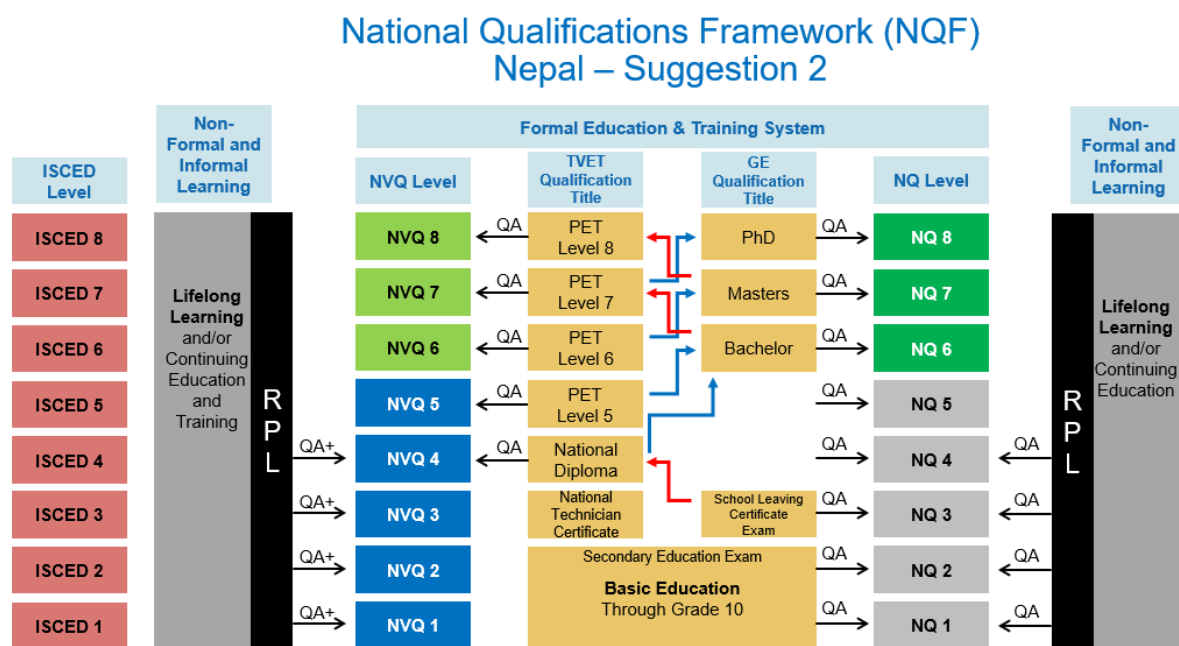 National Qualifications Framework (NQF)
Nepal – Suggestion 2
Non-
Formal and
Informal
Learning
Formal Education & Training System
Non-
Formal and
Informal
Learning
ISCED
Level
NVQ Level
TVET
Qualification
Title
GE
Qualification
Title
NQ Level
ISCED 8
NVQ 8
QA
PET
Level 8
PhD
QA
NQ 8
ISCED 7
NVQ 7
QA
PET
Level 7
Masters
QA
NQ 7
ISCED 6
NVQ 6
QA
PET
Level 6
Bachelor
QA
NQ 6
ISCED 5
NVQ 5
QA
PET
Level 5
QA
NQ 5
ISCED 4
QA+
NVQ 4
QA
National
Diploma
QA
NQ 4
QA
ISCED 3
QA+
NVQ 3
National
Technician
Certificate
School Leaving
Certificate
Exam
QA
NQ 3
QA
ISCED 2
QA+
NVQ 2
Secondary Education Exam
Basic Education
Through Grade 10
QA
NQ 2
QA
ISCED 1
QA+
NVQ 1
QA
NQ 1
QA
Lifelong
Learning
and/or
Continuing
Education
and
Training
R
P
L
R
P
L
Lifelong
Learning
and/or
Continuing
Education